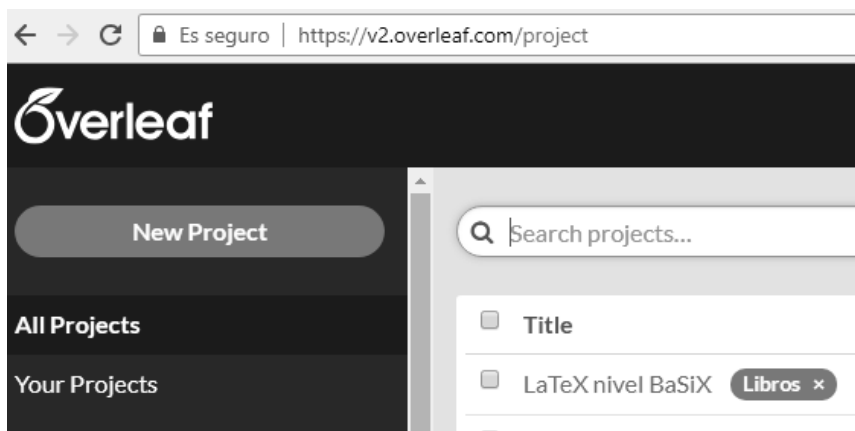 Es seguro | https://v2.overleaf.com/project
Overleaf
New Project
Search projects...
All Projects
Title
Your Projects
LaTeX nivel BaSiX Libros ×